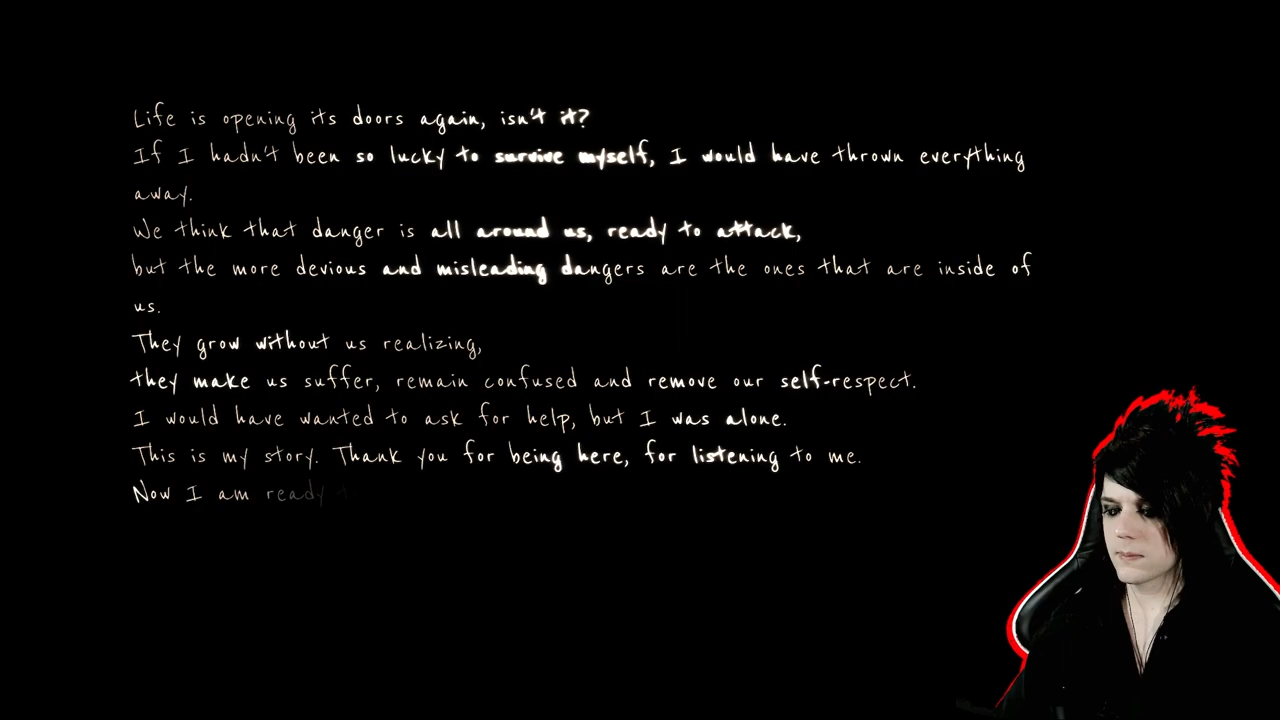 Life is opening its doors again, isn't it?
If I hadn't been so lucky to survive myself, I would have thrown everything
away.
We think that danger is all around us, ready to attack,
but the more devious and misleading dangers are the ones that are inside of
us.
They grow without us realizing,
they make us suffer, remain confused and remove our self-respect.
I would have wanted to ask for help, but I was alone.
This is my story. Thank you for being here, for listening to me.
Now I am ready